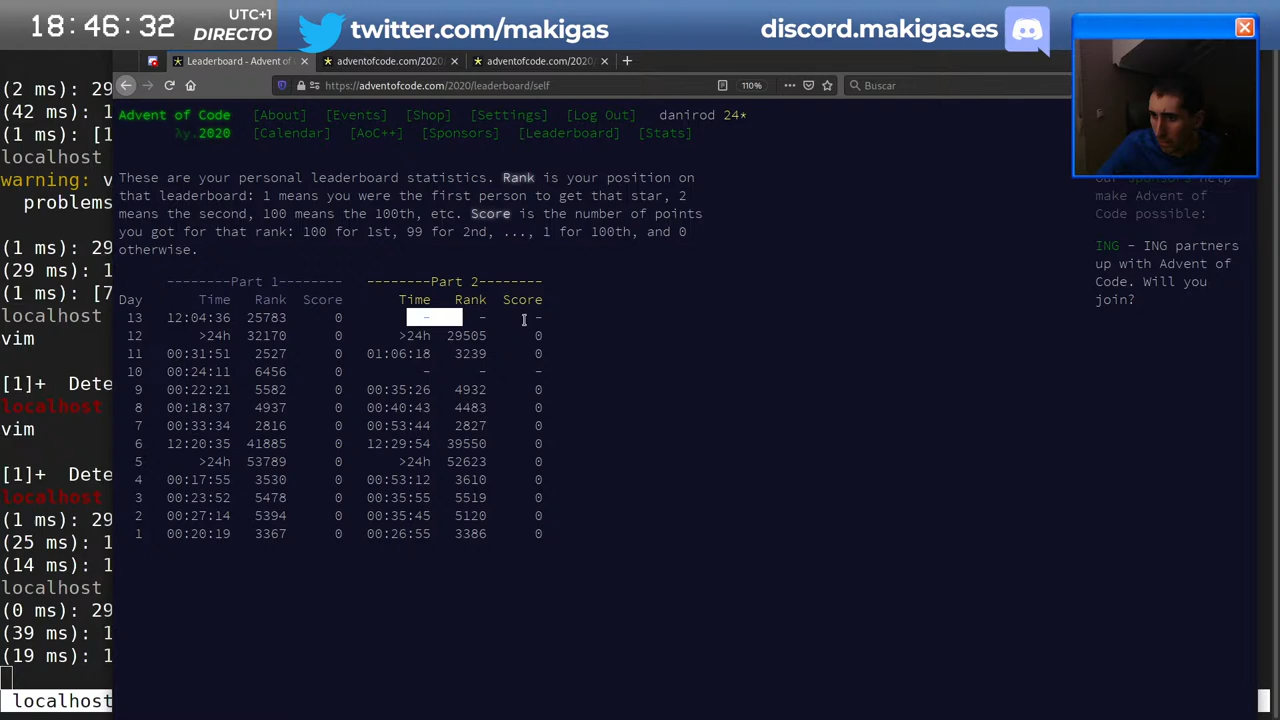 18:46:32
UTC+1
DIRECTO
twitter.com/makigas
discord.makigas.es
Leaderboard - Advent of
adventofcode.com/2020/
adventofcode.com/2020/
https://adventofcode.com/2020/leaderboard/self
110%
Buscar
Advent of Code [About] [Events] [Shop] [Settings] [Log Out] danirod 24*
λy.2020 [Calendar] [AoC++] [Sponsors] [Leaderboard] [Stats]
These are your personal leaderboard statistics. Rank is your position on
that leaderboard: 1 means you were the first person to get that star, 2
means the second, 100 means the 100th, etc. Score is the number of points
you got for that rank: 100 for 1st, 99 for 2nd, ..., 1 for 100th, and 0
otherwise.
--------Part 1-------- --------Part 2--------
Day Time Rank Score Time Rank Score
13 12:04:36 25783 0 - - -
12 >24h 32170 0 >24h 29505 0
11 00:31:51 2527 0 01:06:18 3239 0
10 00:24:11 6456 0 - - -
9 00:22:21 5582 0 00:35:26 4932 0
8 00:18:37 4937 0 00:40:43 4483 0
7 00:33:34 2816 0 00:53:44 2827 0
6 12:20:35 41885 0 12:29:54 39550 0
5 >24h 53789 0 >24h 52623 0
4 00:17:55 3530 0 00:53:12 3610 0
3 00:23:52 5478 0 00:35:55 5519 0
2 00:27:14 5394 0 00:35:45 5120 0
1 00:20:19 3367 0 00:26:55 3386 0
Our sponsors help
make Advent of
Code possible:
ING - ING partners
up with Advent of
Code. Will you
join?
(2 ms): 29
(42 ms): 1
(1 ms): [1
localhost
warning: v
problems
(1 ms): 29
(29 ms): 1
(1 ms): [7
localhost
vim
[1]+ Dete
localhost
vim
[1]+ Dete
localhost
(1 ms): 29
(25 ms): 1
(14 ms): 1
localhost
(0 ms): 29
(39 ms): 1
(19 ms): 1
localhost